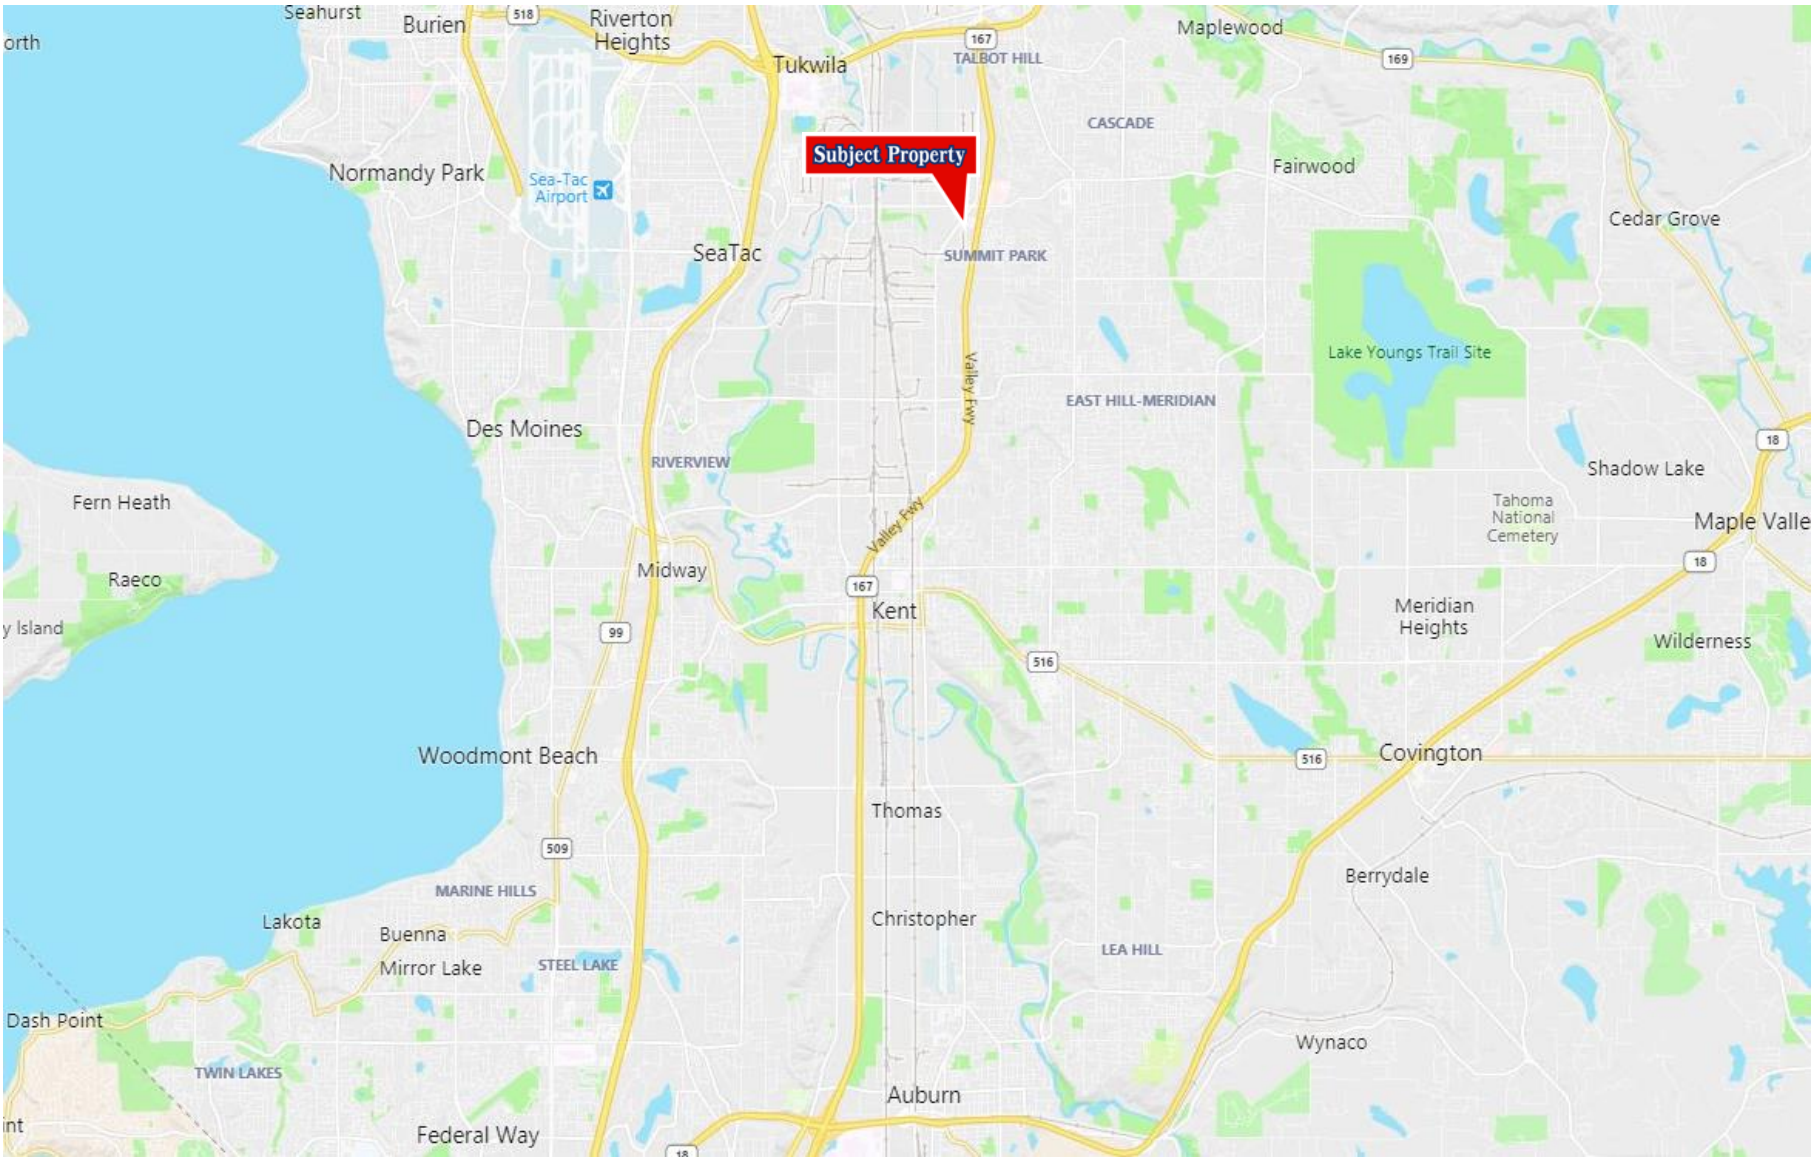 Seahurst
518
Riverton
Heights
Burien
Maplewood
orth
167
TALBOT HILL
169
Tukwila
CASCADE
Subject Property
Fairwood
Normandy Park
Sea-Tac
Airport
Cedar Grove
SeaTac
SUMMIT PARK
Lake Youngs Trail Site
Valley Fwy
EAST HILL-MERIDIAN
Des Moines
18
RIVERVIEW
Shadow Lake
Fern Heath
Tahoma
National
Cemetery
Maple Valle
Valley Fwy
18
Raeco
Midway
167
Kent
Meridian
Heights
y Island
99
Wilderness
516
Woodmont Beach
516
Covington
Thomas
509
Berrydale
MARINE HILLS
Lakota
Christopher
Buenna
LEA HILL
Mirror Lake
STEEL LAKE
Dash Point
Wynaco
TWIN LAKES
Auburn
int
Federal Way
18